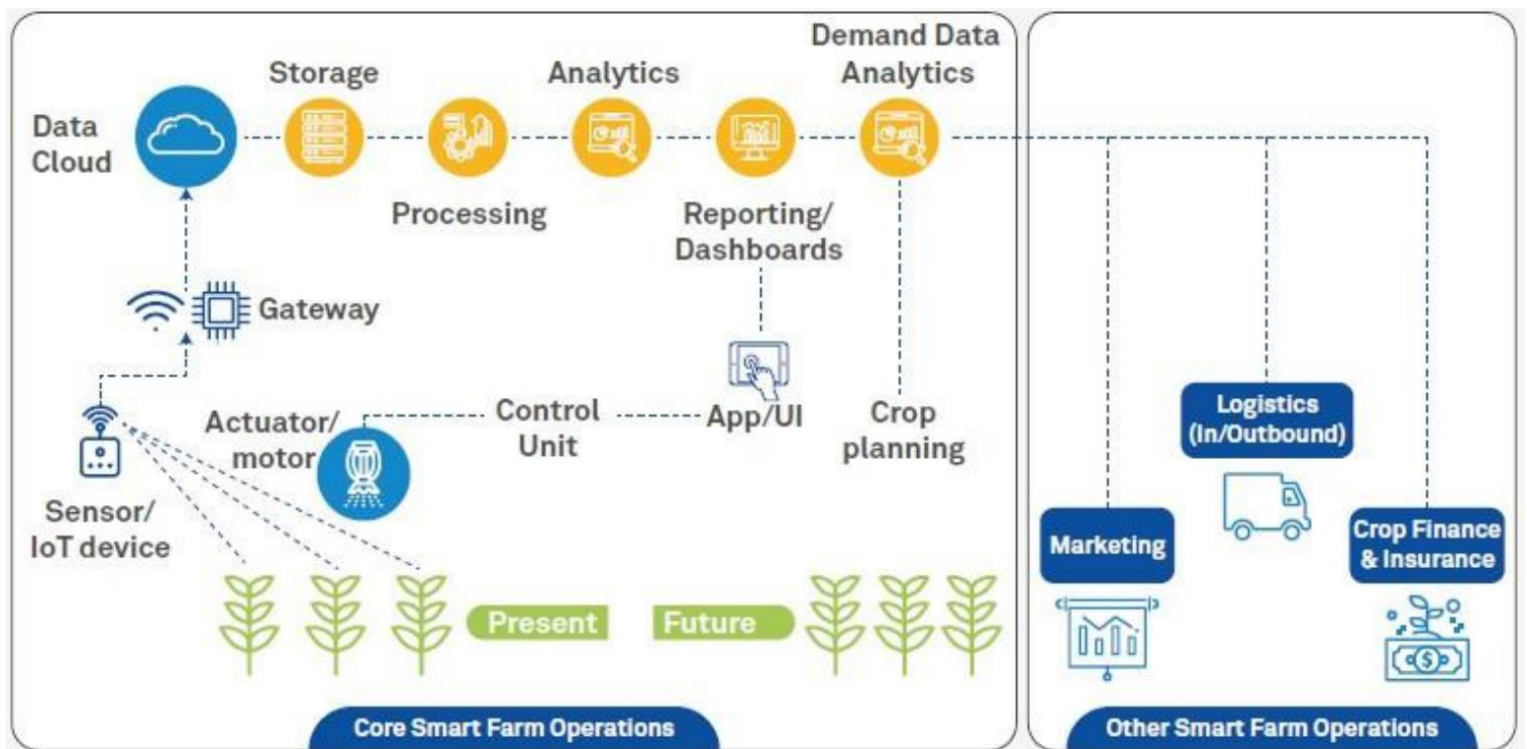 Demand Data
Analytics
Storage
Analytics
Data
Cloud
Processing
Reporting/
Dashboards
Gateway
Actuator/
motor
Control
Unit
App/UI
Crop
planning
Sensor/
IoT device
Present
Future
Core Smart Farm Operations
Logistics
(In/Outbound)
Marketing
Crop Finance
& Insurance
$
Other Smart Farm Operations